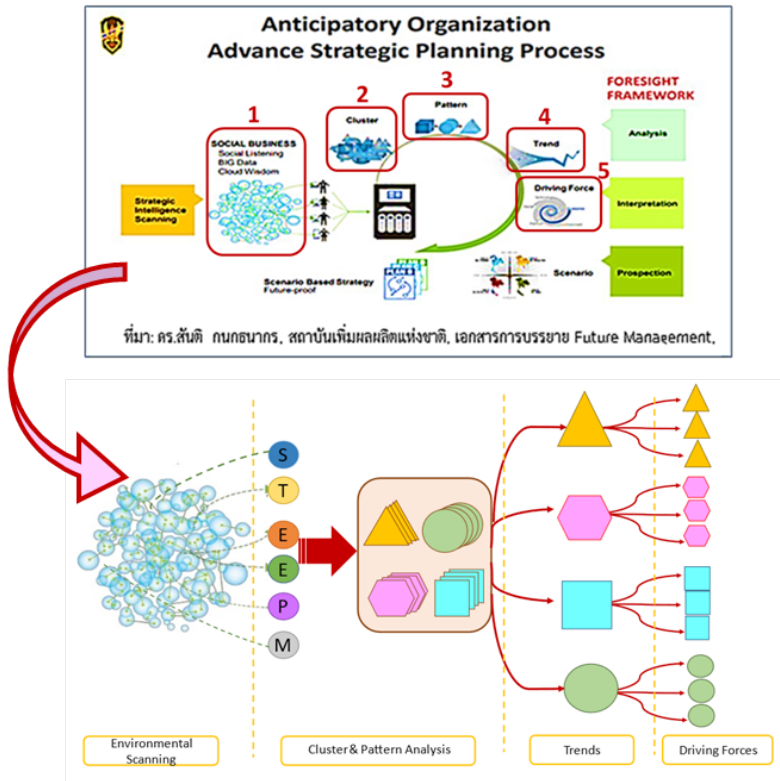 Anticipatory Organization
Advance Strategic Planning Process
FORESIGHT
FRAMEWORK
1
2
3
4
5
SOCIAL BUSINESS
Social Listening
BIG Data
Cloud Wisdom
Cluster
Pattern
Trend
Driving Force
Analysis
Interpretation
Prospection
Strategic
Intelligence
Scanning
Scenario Based Strategy
Future-proof
PLAN B
Scenario
ที่มา: ดร.สันติ กนกธนากร, สถาบันเพิ่มผลผลิตแห่งชาติ, เอกสารการบรรยาย Future Management,
S
T
E
E
P
M
Environmental
Scanning
Cluster & Pattern Analysis
Trends
Driving Forces